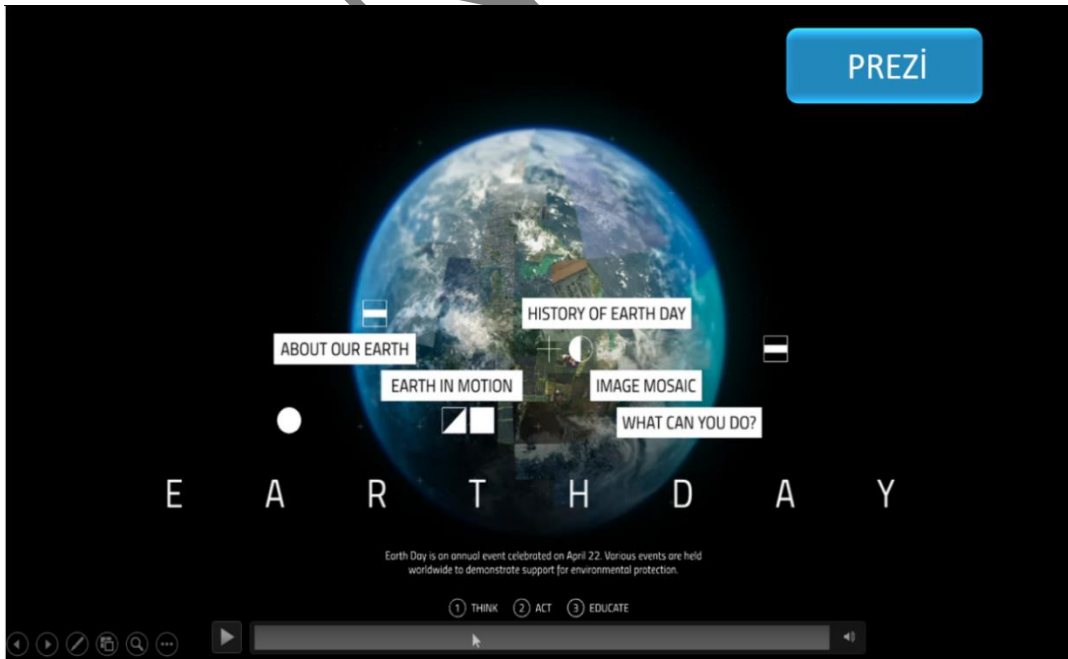 PREZİ
HISTORY OF EARTH DAY
ABOUT OUR EARTH
EARTH IN MOTION
IMAGE MOSAIC
WHAT CAN YOU DO?
E A R T H D A Y
Earth Day is an annual event celebrated on April 22. Various events are held
worldwide to demonstrate support for environmental protection.
1 THINK 2 ACT 3 EDUCATE